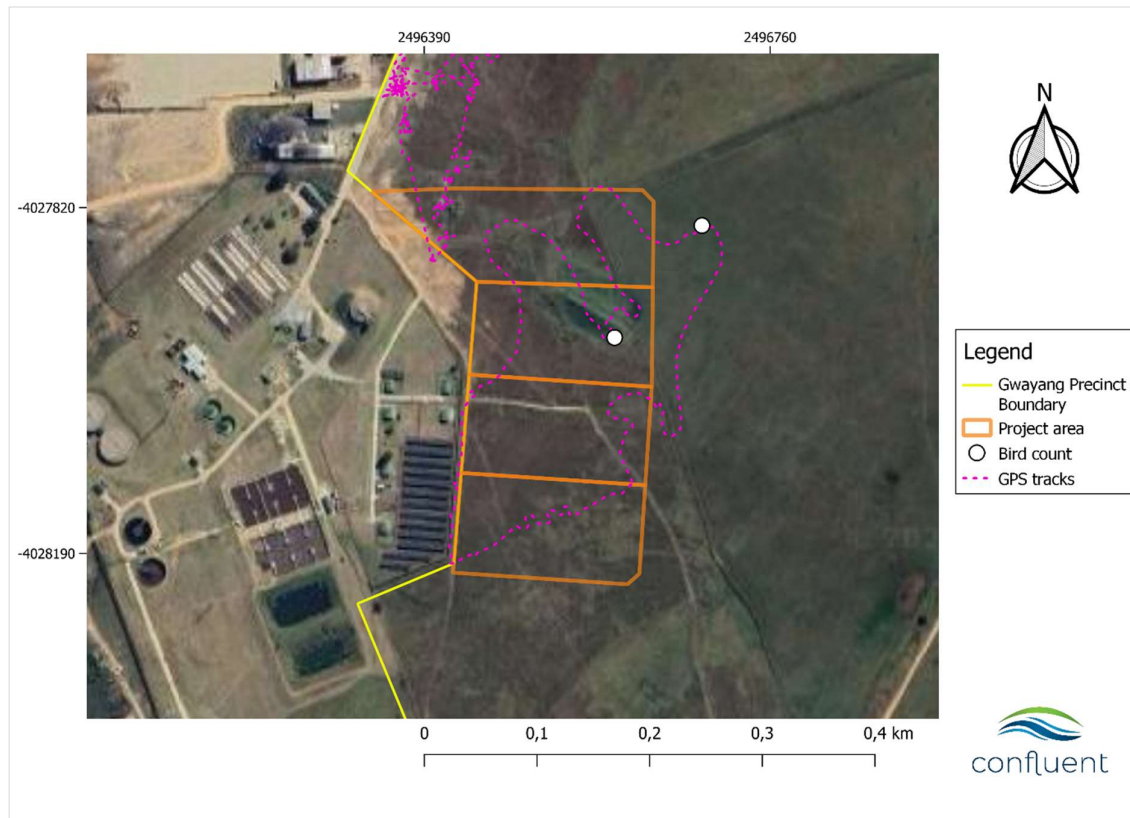 2496390
2496760
N
-4027820
-4028190
Legend
Gwayang Precinct
Boundary
Project area
Bird count
GPS tracks
0
0,1
0,2
0,3
0,4 km
confluent